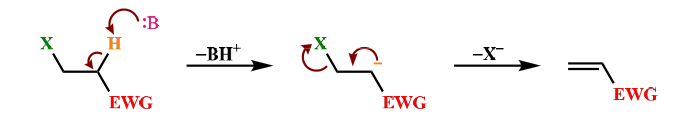 X H :B
EWG
–BH⁺
X –
EWG
–X⁻
EWG